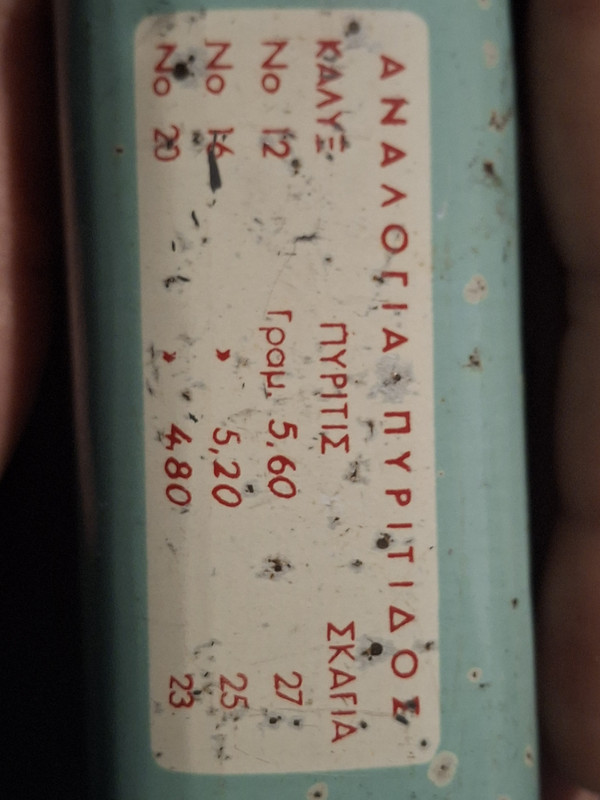 ΑΝΑΛΟΓΙΑ ΠΥΡΙΤΙΔΟΣ
ΚΑΛΥΞ ΠΥΡΙΤΙΣ ΣΚΑΓΙΑ
Νο 12 Γραμ. 5,60 27
Νο 16 » 5,20 25
Νο 20 » 4,80 23